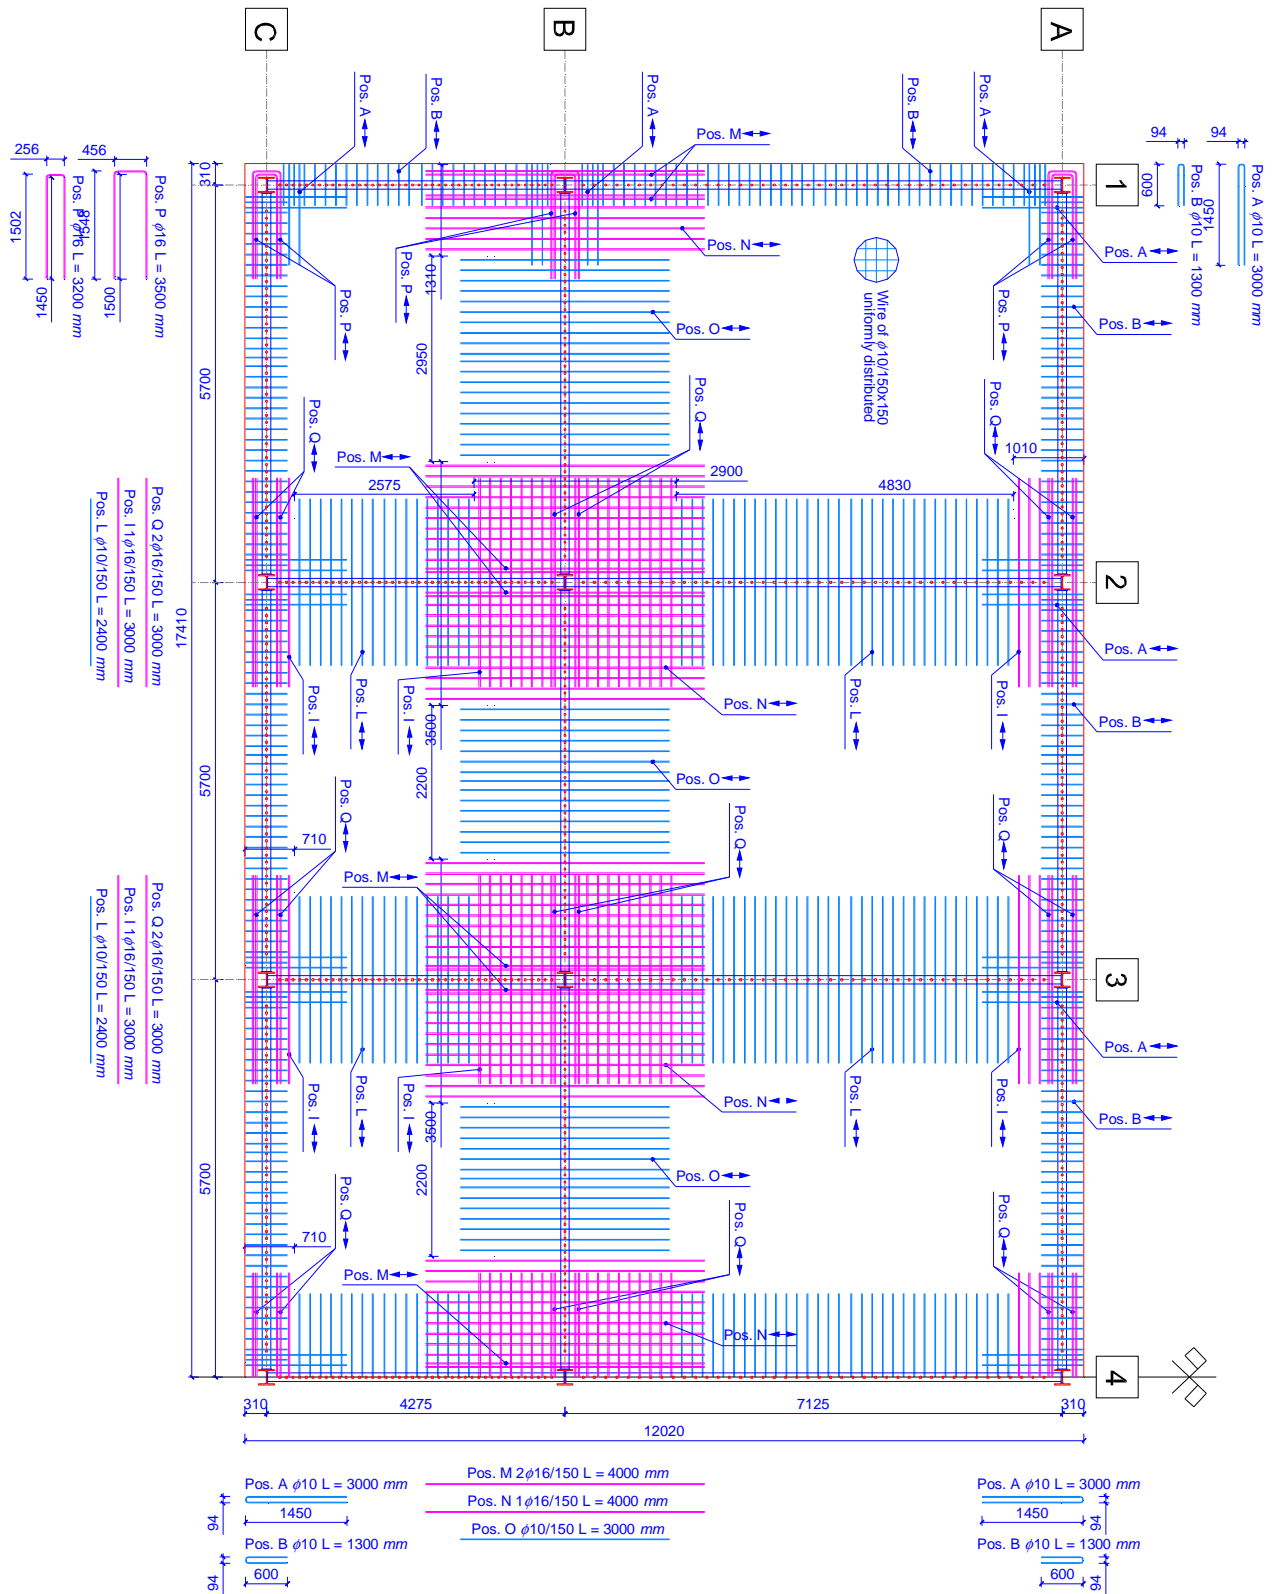 C
B
A
Pos. A
Pos. B
Pos. A
Pos. M
Pos. B
Pos. A
94
94
256
456
310
1
600
1450
Pos. A ϕ10 L = 3000 mm
Pos. B ϕ10 L = 1300 mm
Pos. P ϕ16 L = 3500 mm
Pos. P ϕ16 L = 3200 mm
1502
1548
1450
1500
Pos. N
Pos. A
Pos. P
Pos. P
Pos. P
1310
Wire of ϕ10/150x150
uniformly distributed
Pos. O
Pos. B
2950
5700
Pos. Q
Pos. Q
Pos. Q
Pos. M
1010
2900
2575
4830
Pos. Q 2ϕ16/150 L = 3000 mm
Pos. I 1ϕ16/150 L = 3000 mm
Pos. L ϕ10/150 L = 2400 mm
2
17410
Pos. A
Pos. I
Pos. L
Pos. I
Pos. N
Pos. L
Pos. I
Pos. B
3500
5700
2200
Pos. O
Pos. Q
Pos. Q
Pos. Q
710
Pos. M
Pos. Q 2ϕ16/150 L = 3000 mm
Pos. I 1ϕ16/150 L = 3000 mm
Pos. L ϕ10/150 L = 2400 mm
3
Pos. A
Pos. I
Pos. L
Pos. I
Pos. N
Pos. L
Pos. I
Pos. B
3500
5700
2200
Pos. O
Pos. Q
Pos. Q
Pos. Q
710
Pos. M
Pos. N
4
310
4275
7125
310
12020
Pos. A ϕ10 L = 3000 mm
1450
94
Pos. B ϕ10 L = 1300 mm
600
94
Pos. M 2ϕ16/150 L = 4000 mm
Pos. N 1ϕ16/150 L = 4000 mm
Pos. O ϕ10/150 L = 3000 mm
Pos. A ϕ10 L = 3000 mm
1450
94
Pos. B ϕ10 L = 1300 mm
600
94